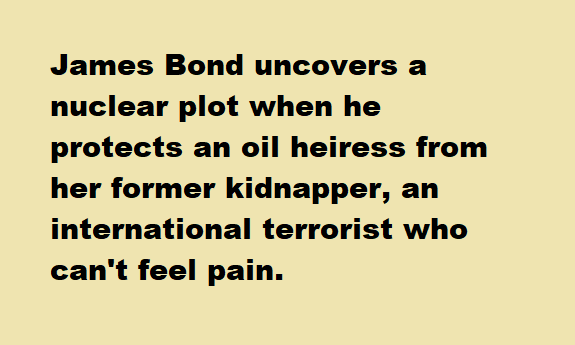 James Bond uncovers a
nuclear plot when he
protects an oil heiress from
her former kidnapper, an
international terrorist who
can't feel pain.